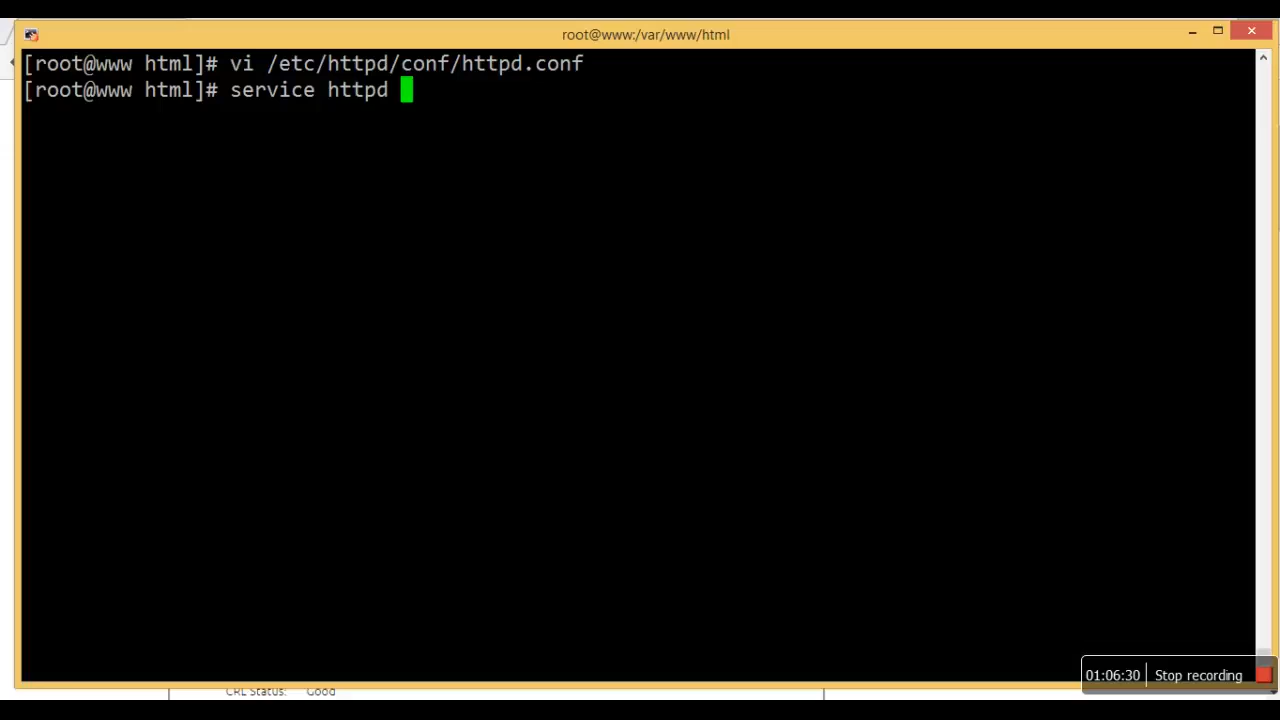 root@www:/var/www/html
[root@www html]# vi /etc/httpd/conf/httpd.conf
[root@www html]# service httpd
01:06:30 Stop recording
CRL Status: Good